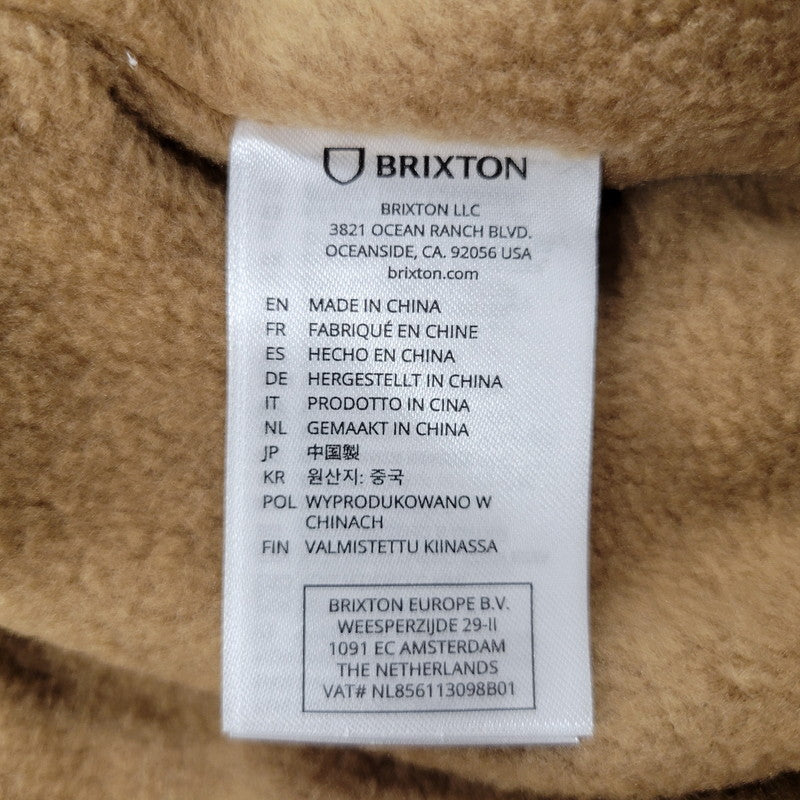 BRIXTON
BRIXTON LLC
3821 OCEAN RANCH BLVD.
OCEANSIDE, CA. 92056 USA
brixton.com
EN MADE IN CHINA
FR FABRIQUÉ EN CHINE
ES HECHO EN CHINA
DE HERGESTELLT IN CHINA
IT PRODOTTO IN CINA
NL GEMAAKT IN CHINA
JP 中国製
KR 원산지: 중국
POL WYPRODUKOWANO W
CHINACH
FIN VALMISTETTU KIINASSA
BRIXTON EUROPE B.V.
WEESPERZIJDE 29-II
1091 EC AMSTERDAM
THE NETHERLANDS
VAT# NL856113098B01